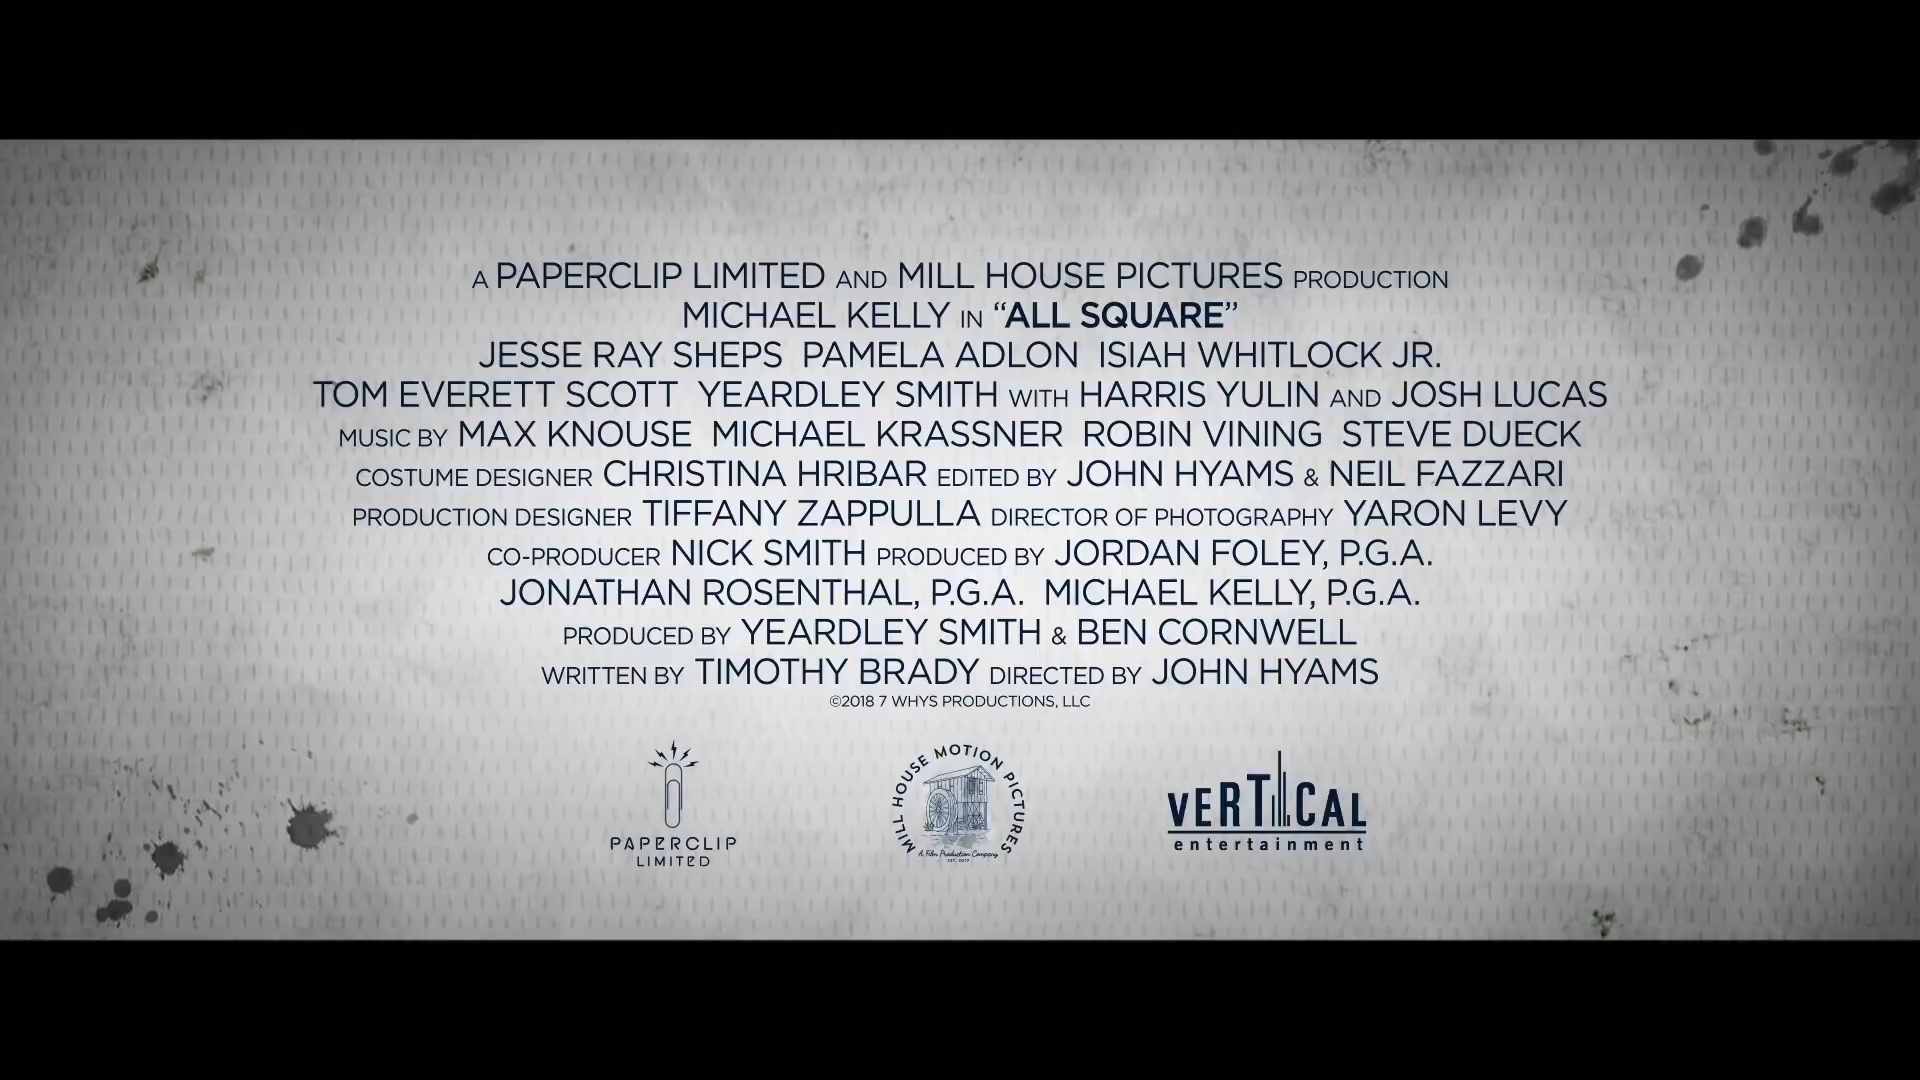 A PAPERCLIP LIMITED AND MILL HOUSE PICTURES PRODUCTION
MICHAEL KELLY IN “ALL SQUARE”
JESSE RAY SHEPS PAMELA ADLON ISIAH WHITLOCK JR.
TOM EVERETT SCOTT YEARDLEY SMITH WITH HARRIS YULIN AND JOSH LUCAS
MUSIC BY MAX KNOUSE MICHAEL KRASSNER ROBIN VINING STEVE DUECK
COSTUME DESIGNER CHRISTINA HRIBAR EDITED BY JOHN HYAMS & NEIL FAZZARI
PRODUCTION DESIGNER TIFFANY ZAPPULLA DIRECTOR OF PHOTOGRAPHY YARON LEVY
CO-PRODUCER NICK SMITH PRODUCED BY JORDAN FOLEY, P.G.A.
JONATHAN ROSENTHAL, P.G.A. MICHAEL KELLY, P.G.A.
PRODUCED BY YEARDLEY SMITH & BEN CORNWELL
WRITTEN BY TIMOTHY BRADY DIRECTED BY JOHN HYAMS
©2018 7 WHYS PRODUCTIONS, LLC
PAPERCLIP
LIMITED
MILL HOUSE MOTION PICTURES
A Film Production Company
VERTICAL
entertainment